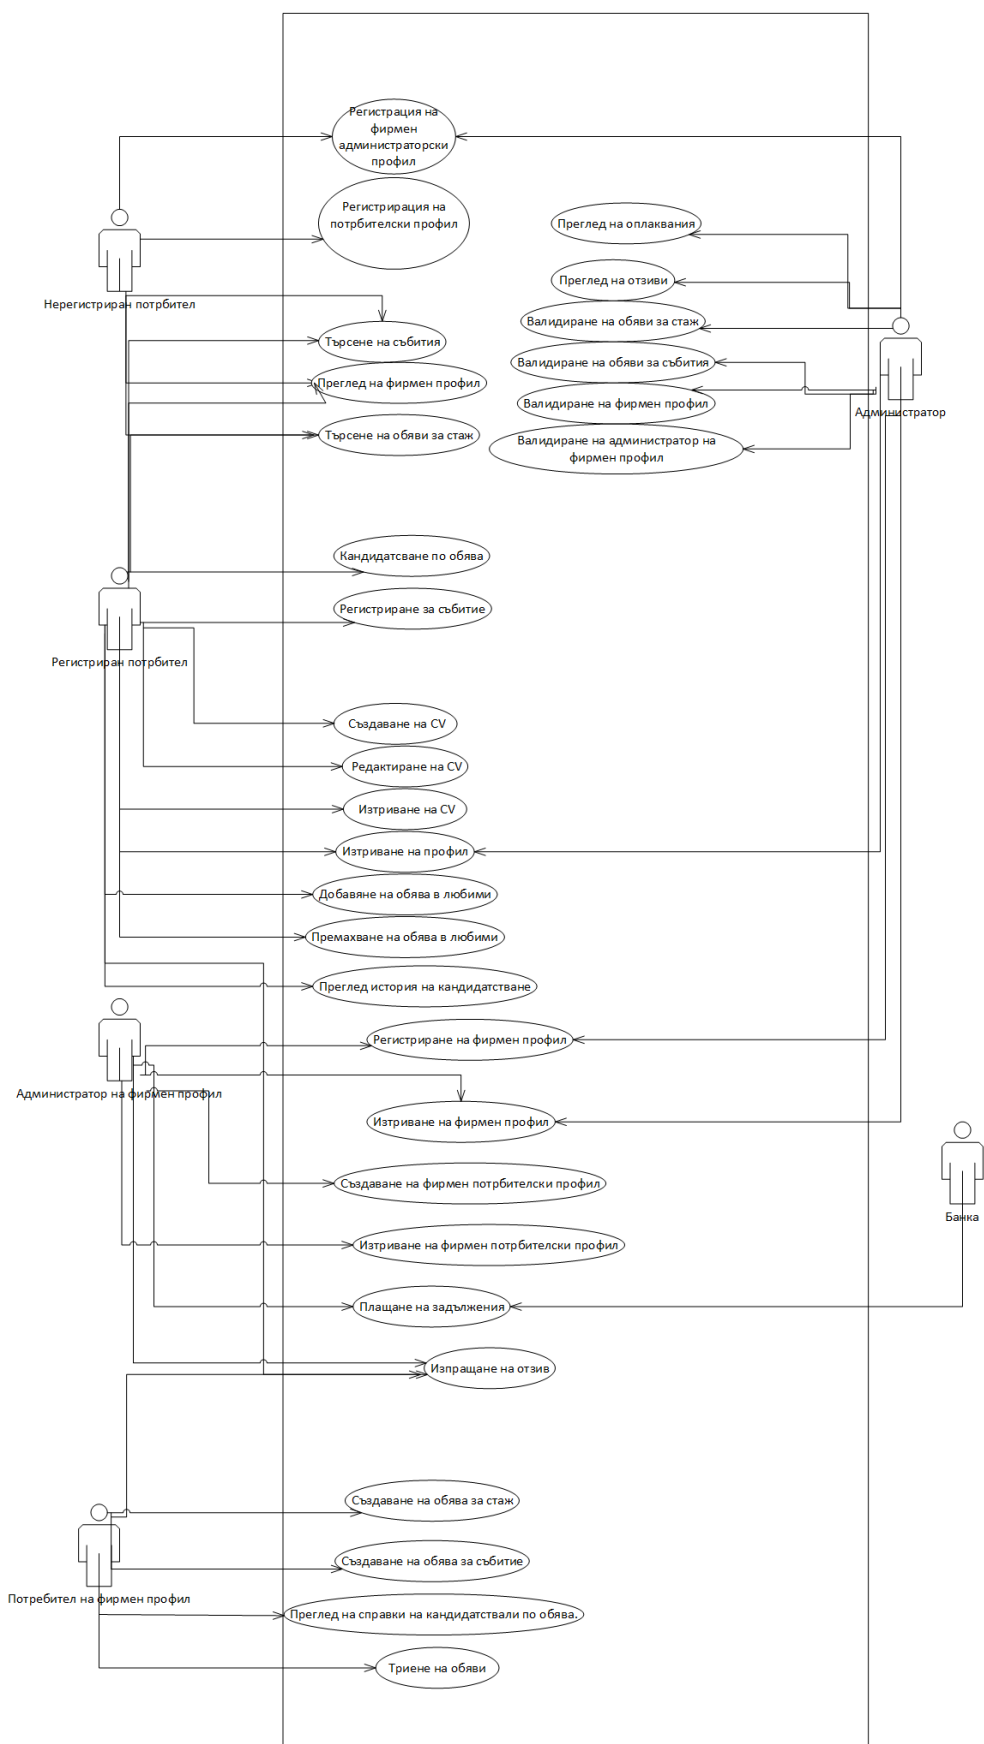 Регистрация на
фирмен
администраторски
профил
Регистрирация на
потрбителски профил
Преглед на оплаквания
Преглед на отзиви
Нерегистриран потрбител
Валидиране на обяви за стаж
Търсене на събития
Валидиране на обяви за събития
Преглед на фирмен профил
Валидиране на фирмен профил
Администратор
Търсене на обяви за стаж
Валидиране на администратор на
фирмен профил
Кандидатсване по обява
Регистриране за събитие
Регистриран потрбител
Създаване на CV
Редактиране на CV
Изтриване на CV
Изтриване на профил
Добавяне на обява в любими
Премахване на обява в любими
Преглед история на кандидатстване
Регистриране на фирмен профил
Администратор на фирмен профил
Изтриване на фирмен профил
Създаване на фирмен потрбителски профил
Банка
Изтриване на фирмен потрбителски профил
Плащане на задължения
Изпращане на отзив
Създаване на обява за стаж
Създаване на обява за събитие
Потребител на фирмен профил
Преглед на справки на кандидатствали по обява.
Триене на обяви